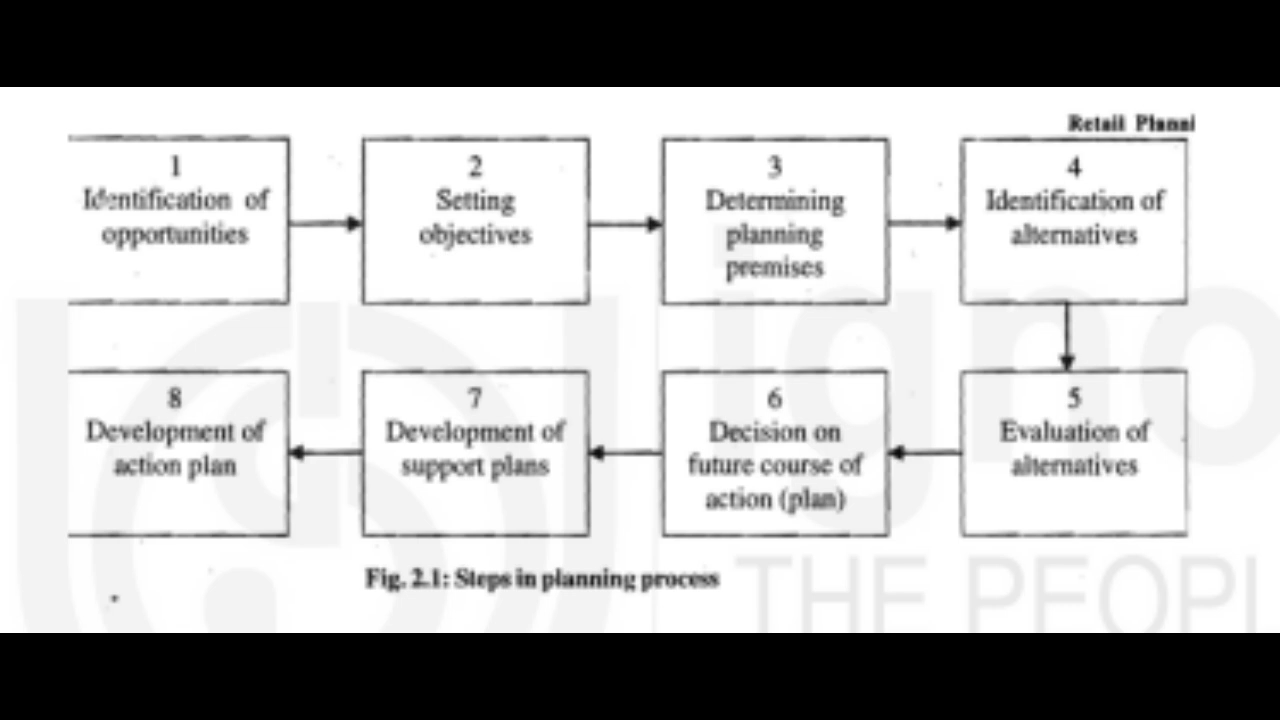 Retail Planni
1
Identification of
opportunities
2
Setting
objectives
3
Determining
planning
premises
4
Identification of
alternatives
8
Development of
action plan
7
Development of
support plans
6
Decision on
future course of
action (plan)
5
Evaluation of
alternatives
Fig. 2.1: Steps in planning process
igno
THE PEOPL